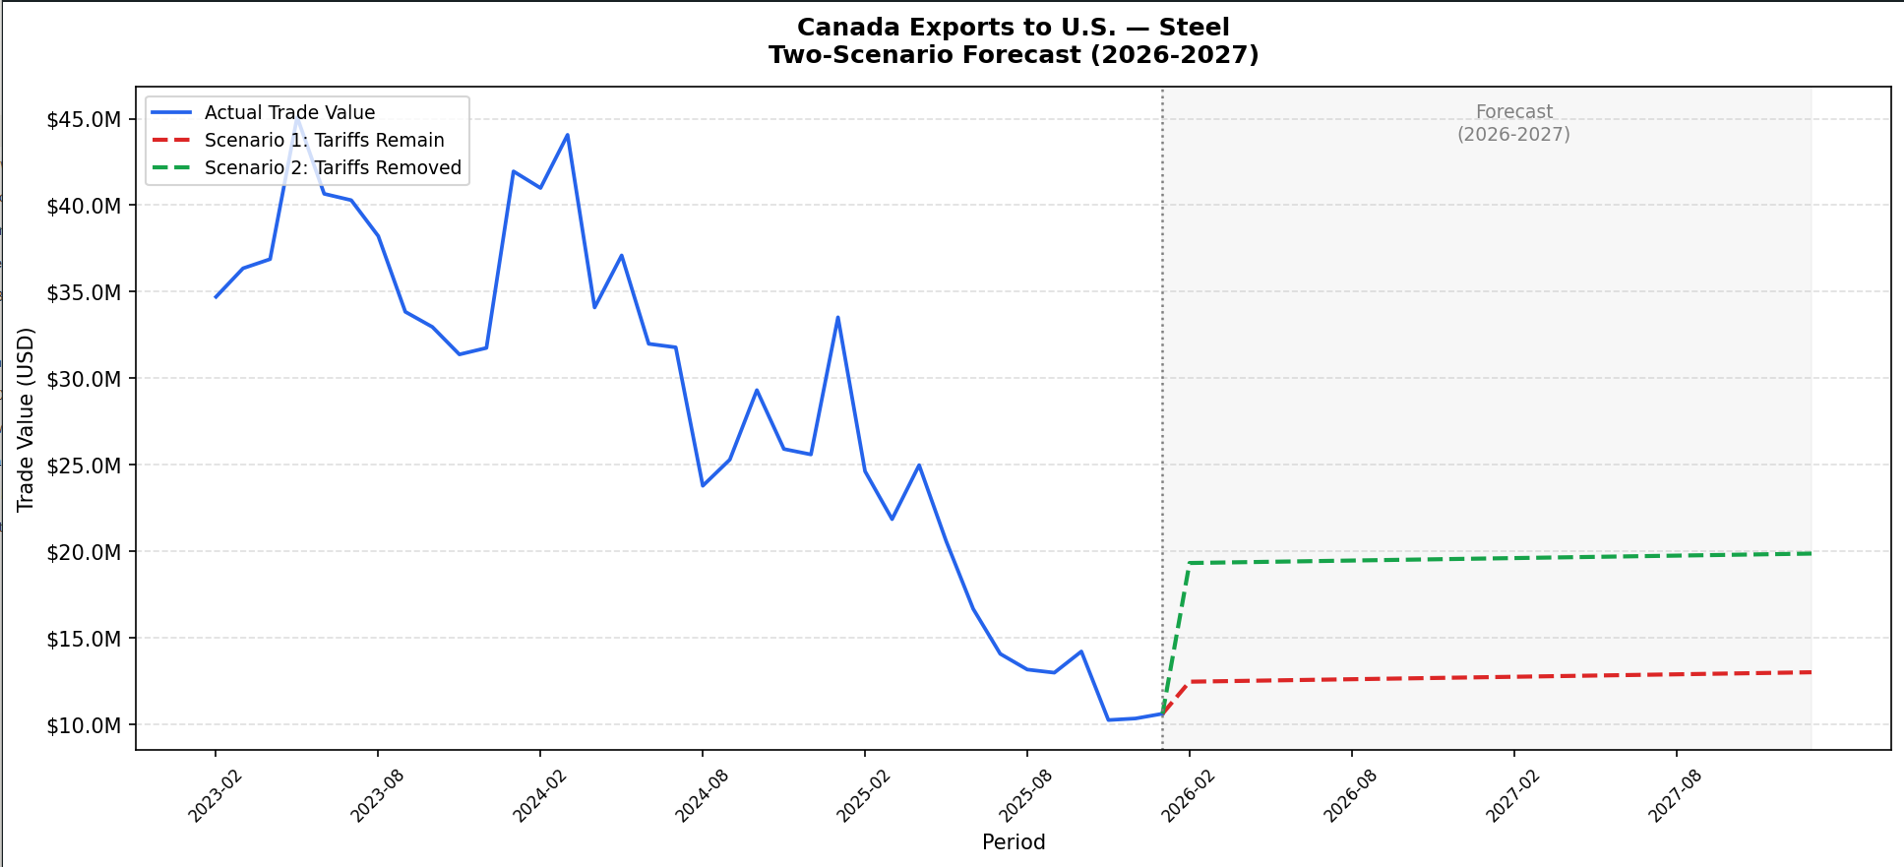 Canada Exports to U.S. — Steel
Two-Scenario Forecast (2026-2027)
Actual Trade Value
Scenario 1: Tariffs Remain
Scenario 2: Tariffs Removed
Forecast
(2026-2027)
Trade Value (USD)
$45.0M
$40.0M
$35.0M
$30.0M
$25.0M
$20.0M
$15.0M
$10.0M
2023-02
2023-08
2024-02
2024-08
2025-02
2025-08
2026-02
2026-08
2027-02
2027-08
Period